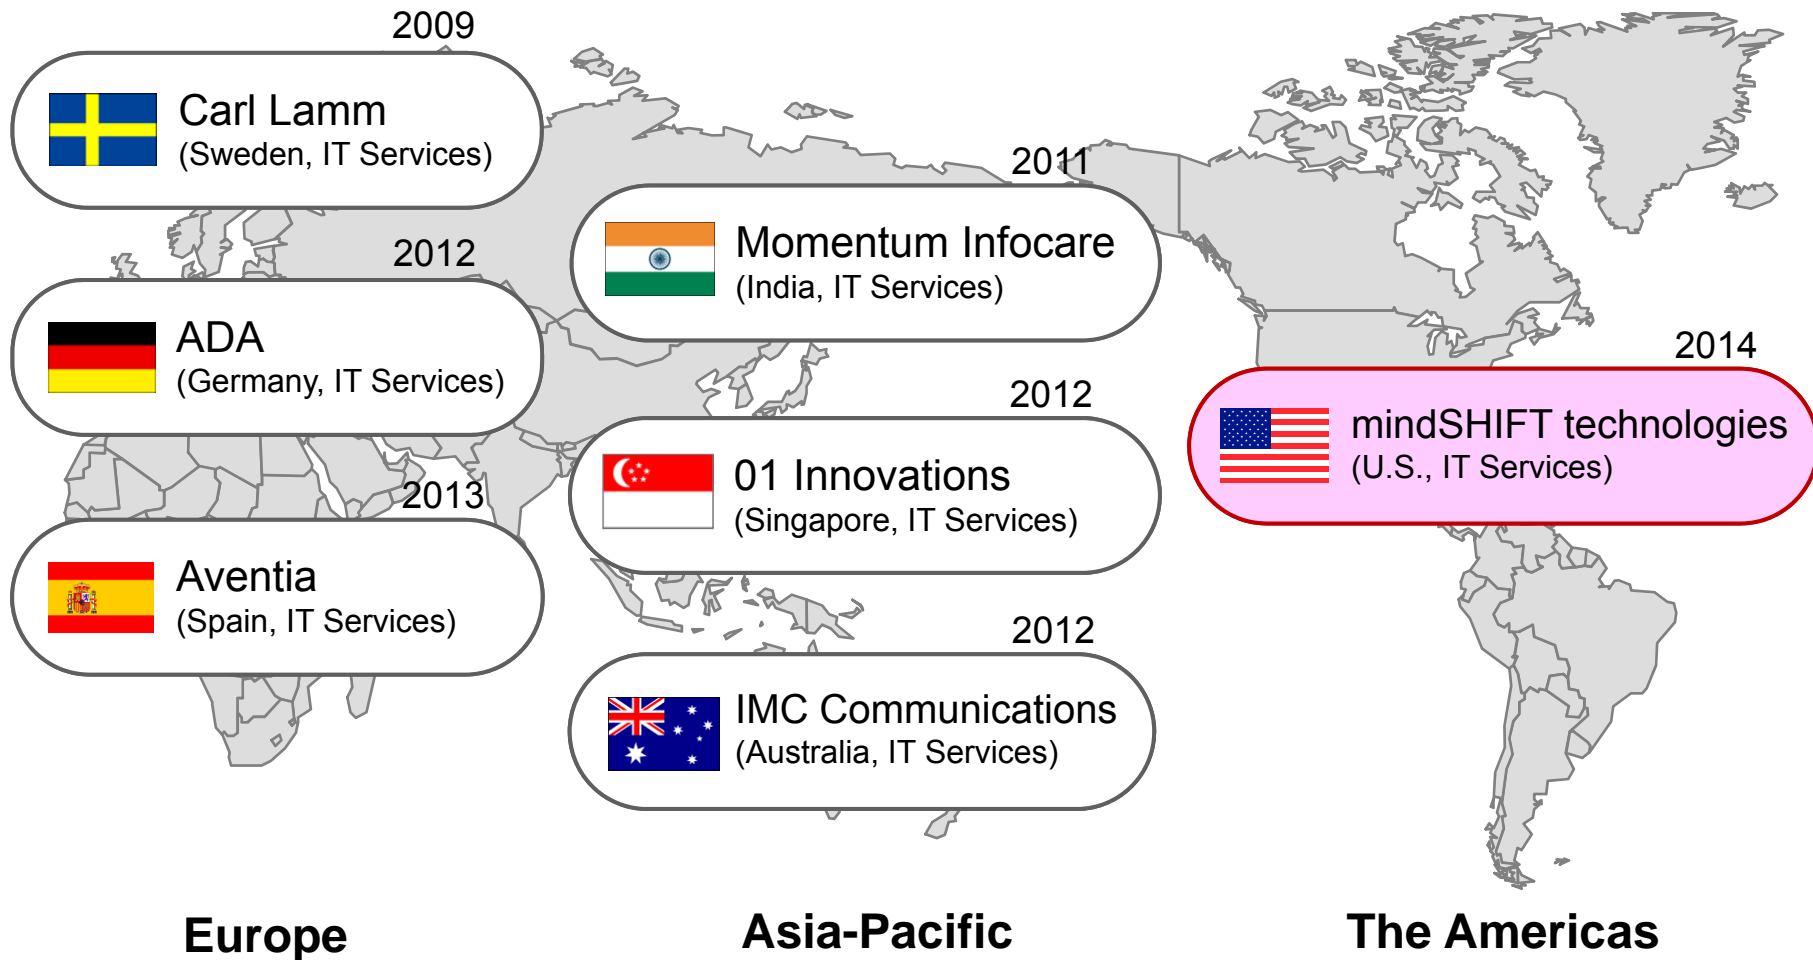 2009
Carl Lamm
(Sweden, IT Services)
2012
ADA
(Germany, IT Services)
2013
Aventia
(Spain, IT Services)
Europe
2011
Momentum Infocare
(India, IT Services)
2012
01 Innovations
(Singapore, IT Services)
2012
IMC Communications
(Australia, IT Services)
Asia-Pacific
2014
mindSHIFT technologies
(U.S., IT Services)
The Americas